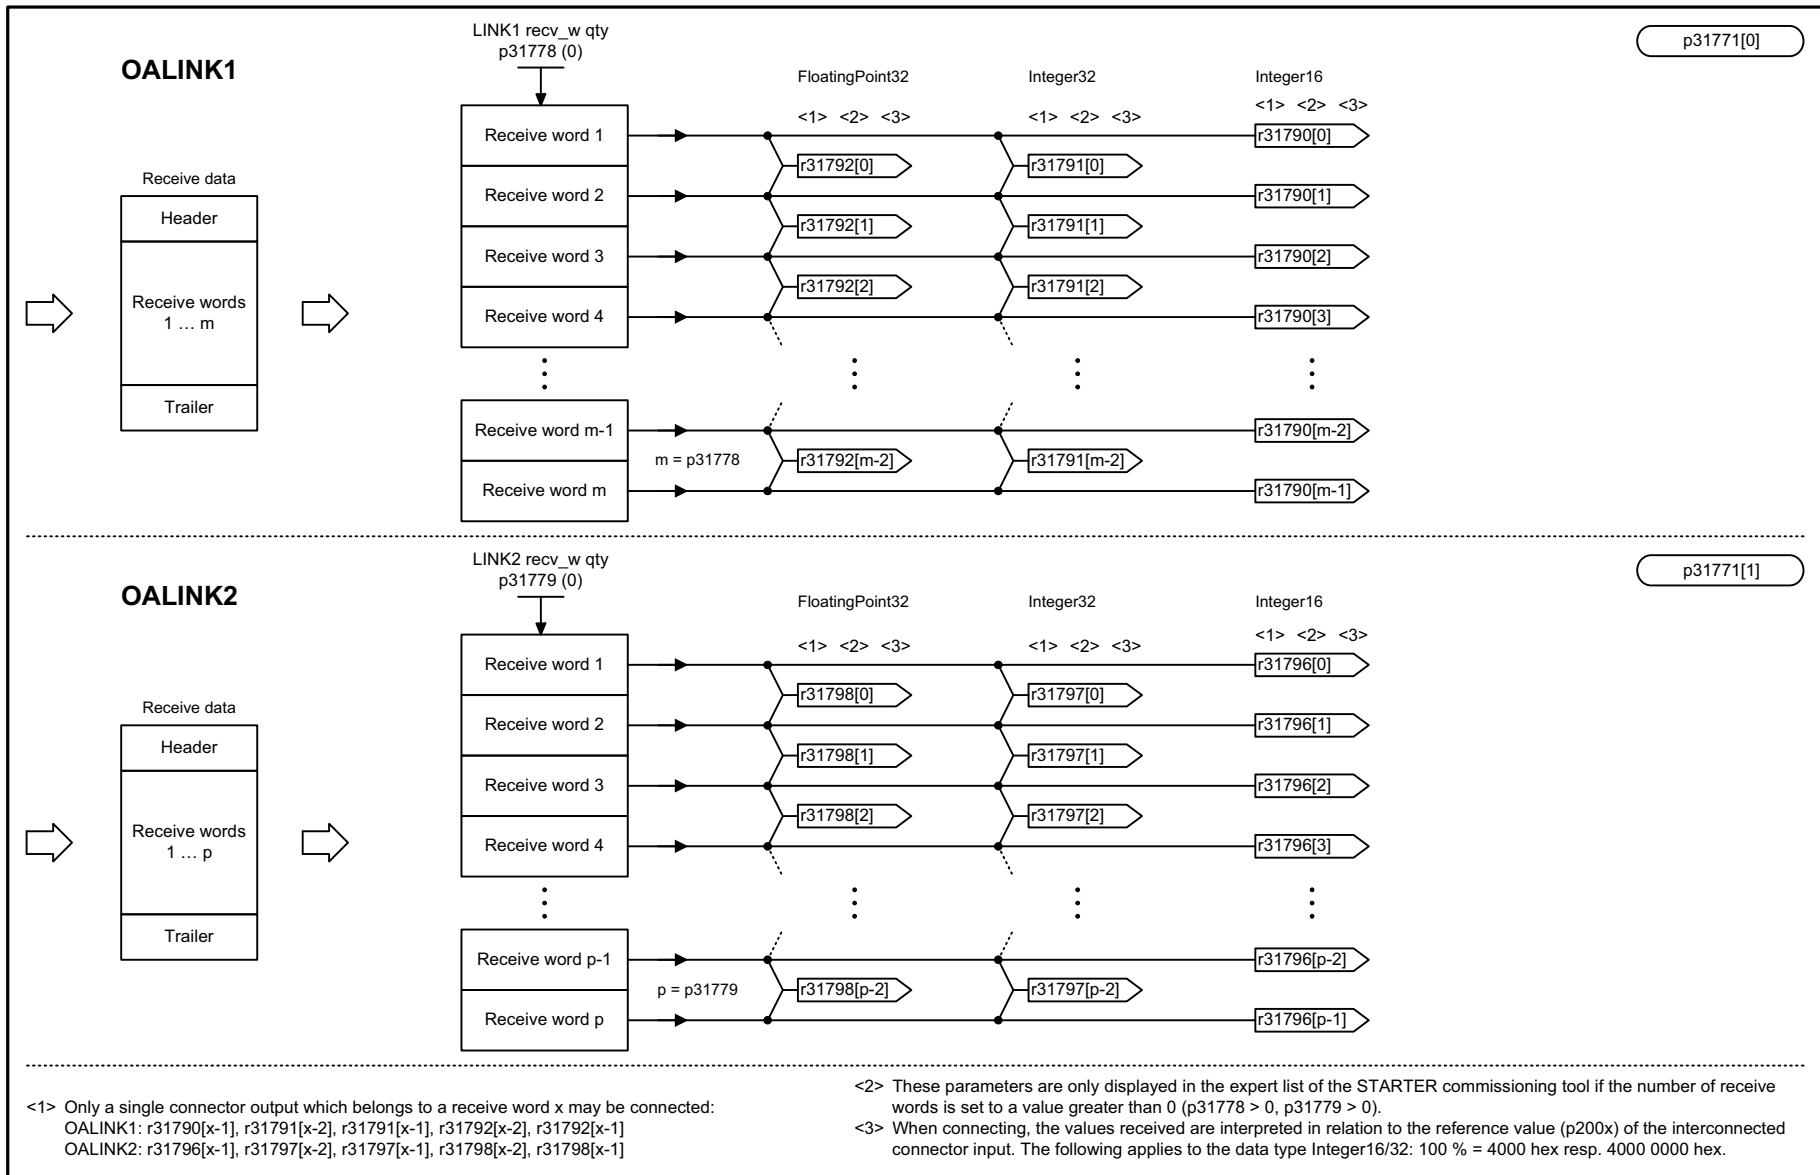 LINK1 recv_w qty
p31778 (0)
p31771[0]
OALINK1
FloatingPoint32
Integer32
Integer16
<1> <2> <3>
<1> <2> <3>
<1> <2> <3>
Receive word 1
r31790[0]
r31792[0]
r31791[0]
Receive data
Header
Receive words
1 … m
Trailer
Receive word 2
r31790[1]
r31792[1]
r31791[1]
Receive word 3
r31790[2]
r31792[2]
r31791[2]
Receive word 4
r31790[3]
Receive word m-1
r31790[m-2]
m = p31778
r31792[m-2]
r31791[m-2]
Receive word m
r31790[m-1]
LINK2 recv_w qty
p31779 (0)
p31771[1]
OALINK2
FloatingPoint32
Integer32
Integer16
<1> <2> <3>
<1> <2> <3>
<1> <2> <3>
Receive word 1
r31796[0]
r31798[0]
r31797[0]
Receive data
Header
Receive words
1 … p
Trailer
Receive word 2
r31796[1]
r31798[1]
r31797[1]
Receive word 3
r31796[2]
r31798[2]
r31797[2]
Receive word 4
r31796[3]
Receive word p-1
r31796[p-2]
p = p31779
r31798[p-2]
r31797[p-2]
Receive word p
r31796[p-1]
<1> Only a single connector output which belongs to a receive word x may be connected:
OALINK1: r31790[x-1], r31791[x-2], r31791[x-1], r31792[x-2], r31792[x-1]
OALINK2: r31796[x-1], r31797[x-2], r31797[x-1], r31798[x-2], r31798[x-1]
<2> These parameters are only displayed in the expert list of the STARTER commissioning tool if the number of receive
words is set to a value greater than 0 (p31778 > 0, p31779 > 0).
<3> When connecting, the values received are interpreted in relation to the reference value (p200x) of the interconnected
connector input. The following applies to the data type Integer16/32: 100 % = 4000 hex resp. 4000 0000 hex.